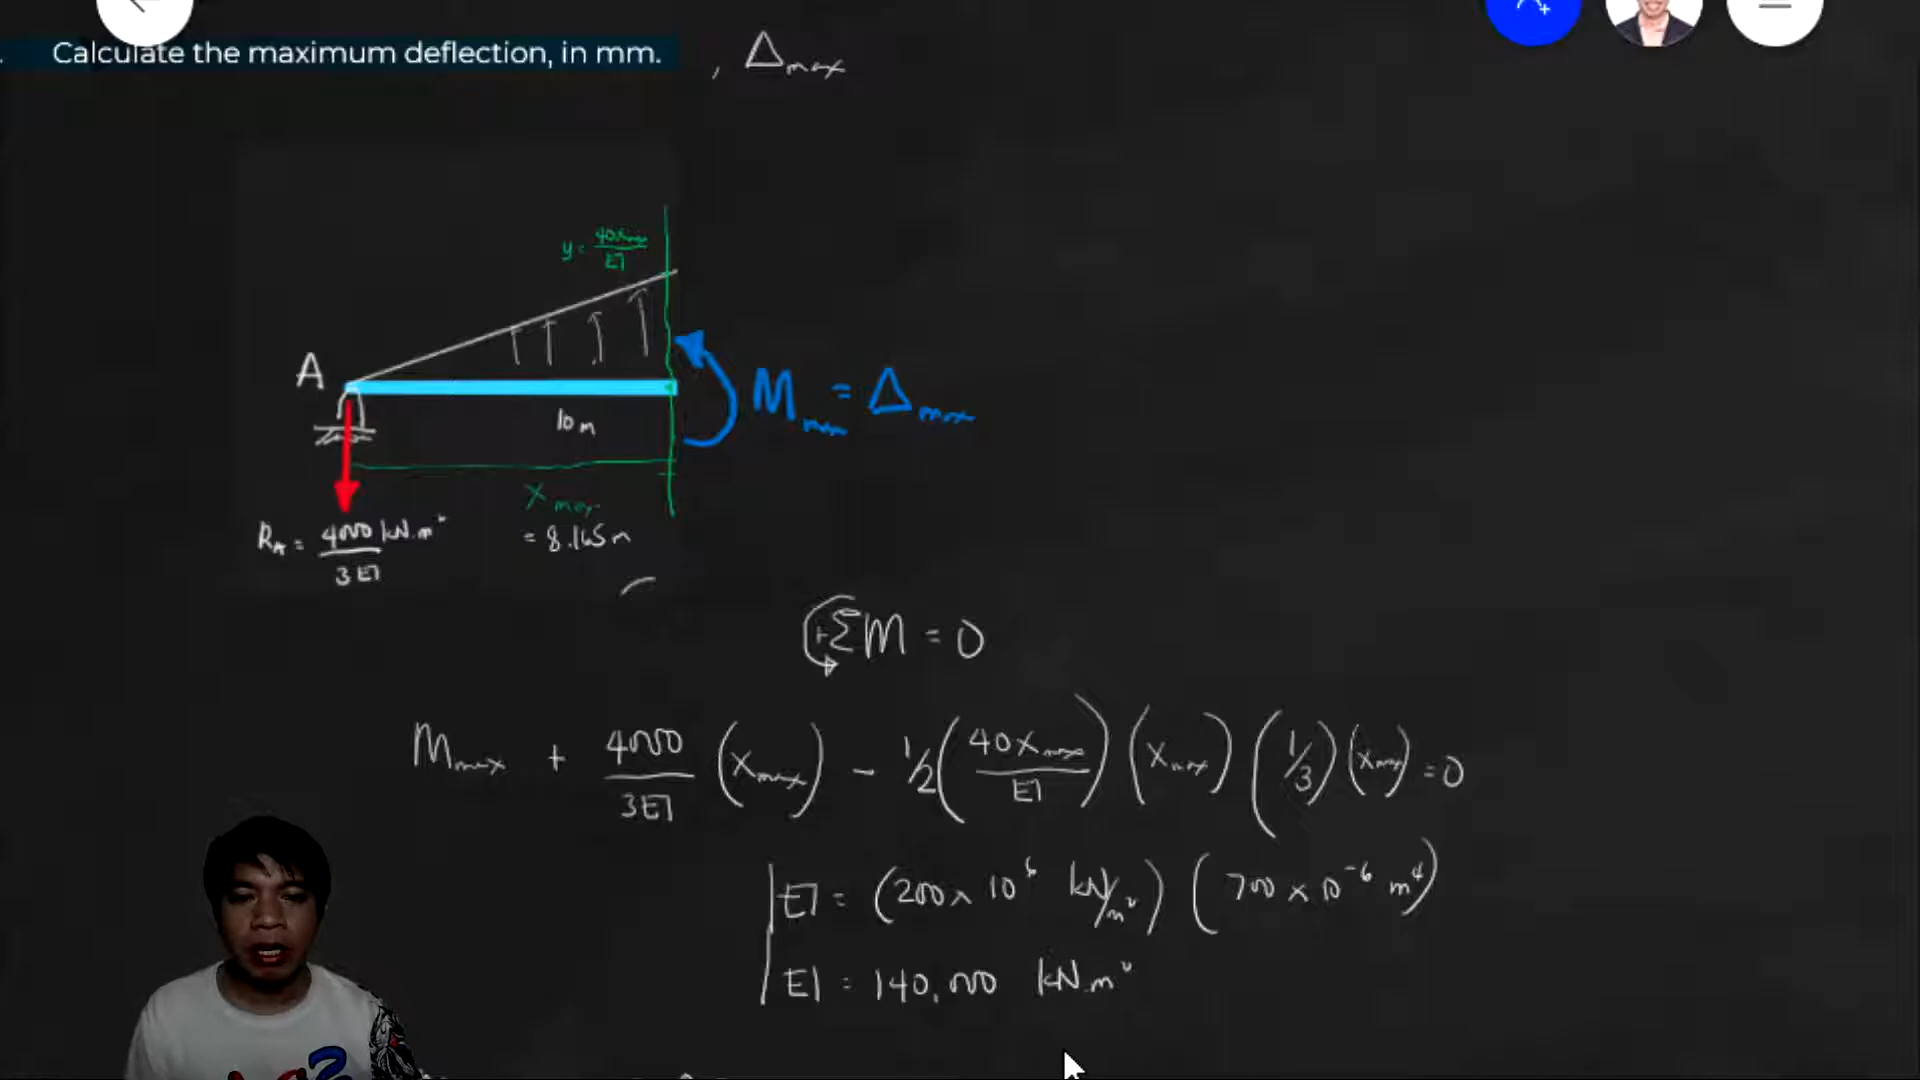 Calculate the maximum deflection, in mm. , Δmax
y = 40xmax / EI
A
Mmax = Δmax
10 m
xmax
= 8.165 m
RA = 4000 kN.m² / 3EI
+ΣM = 0
Mmax + 4000/3EI (xmax) - 1/2 (40xmax/EI) (xmax) (1/3) (xmax) = 0
EI = (200 x 10⁶ kN/m²) (700 x 10⁻⁶ m⁴)
EI = 140,000 kN.m²